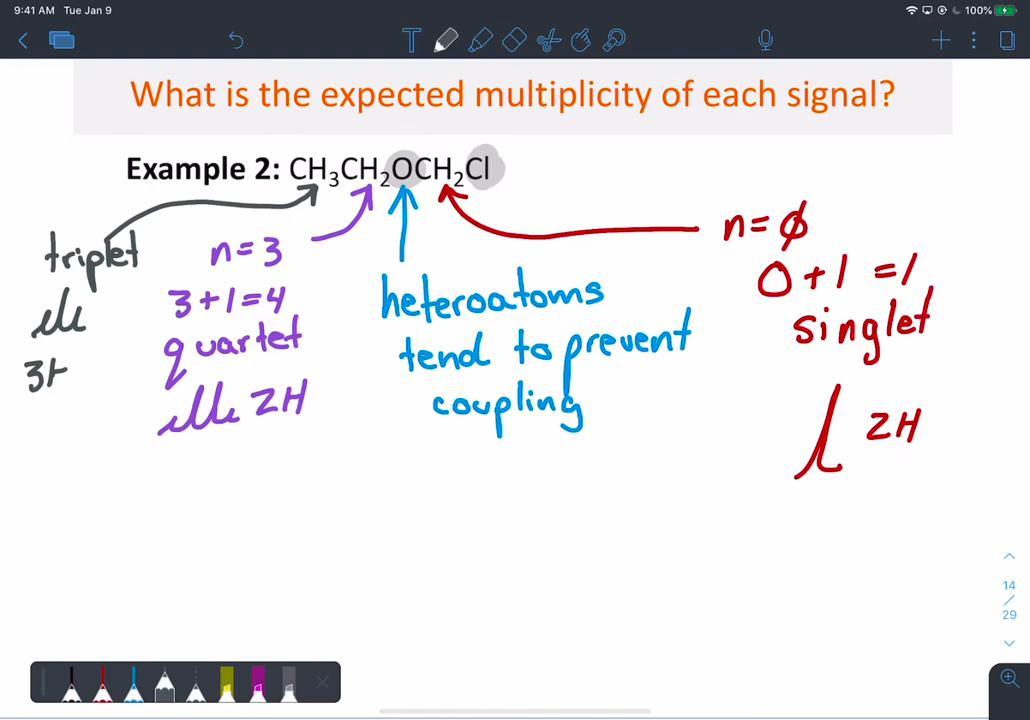 9:41 AM Tue Jan 9
100%
What is the expected multiplicity of each signal?
Example 2: CH₃CH₂OCH₂Cl
triplet
3H
n=3
3+1=4
quartet
2H
heteroatoms
tend to prevent
coupling
n=0
0+1=1
singlet
2H
14
/
29